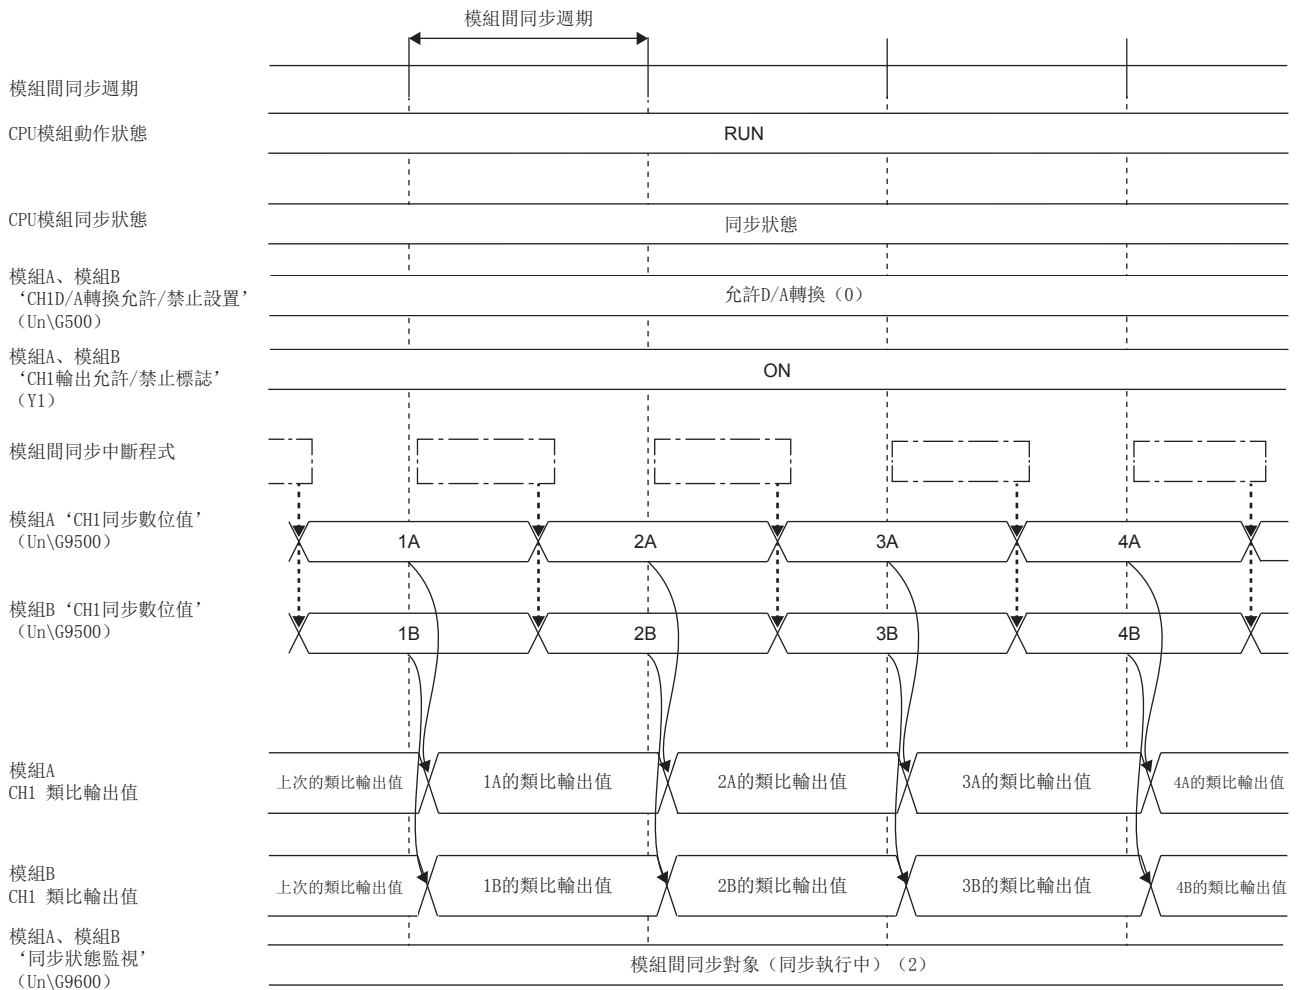 模組間同步週期
模組間同步週期
CPU模組動作狀態
RUN
CPU模組同步狀態
同步狀態
模組A、模組B
‘CH1D/A轉換允許/禁止設置’
（Un\G500）
允許D/A轉換（0）
模組A、模組B
‘CH1輸出允許/禁止標誌’
（Y1）
ON
模組間同步中斷程式
模組A‘CH1同步數位值’
（Un\G9500）
1A 2A 3A 4A
模組B‘CH1同步數位值’
（Un\G9500）
1B 2B 3B 4B
模組A
CH1 類比輸出值
上次的類比輸出值 1A的類比輸出值 2A的類比輸出值 3A的類比輸出值 4A的類比輸出值
模組B
CH1 類比輸出值
上次的類比輸出值 1B的類比輸出值 2B的類比輸出值 3B的類比輸出值 4B的類比輸出值
模組A、模組B
‘同步狀態監視’
（Un\G9600）
模組間同步對象（同步執行中）（2）